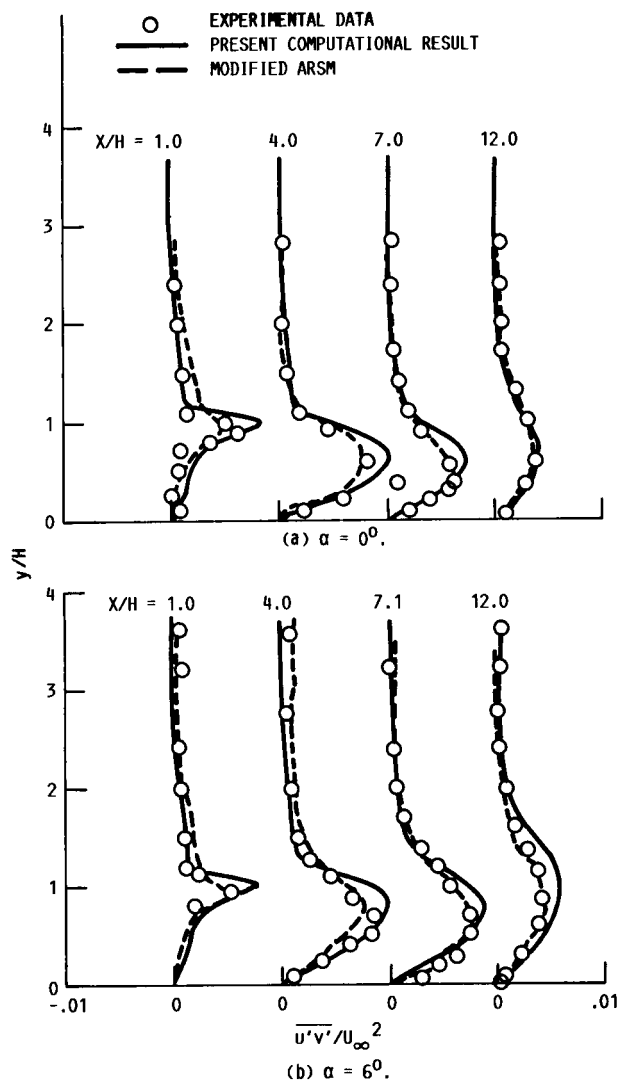 EXPERIMENTAL DATA
PRESENT COMPUTATIONAL RESULT
MODIFIED ARSM
4
X/H = 1.0 4.0 7.0 12.0
3
2
1
0
(a) α = 0⁰.
y/H
4
X/H = 1.0 4.0 7.1 12.0
3
2
1
0
-.01 0 0 0 0 .01
u'v'/U∞²
(b) α = 6⁰.